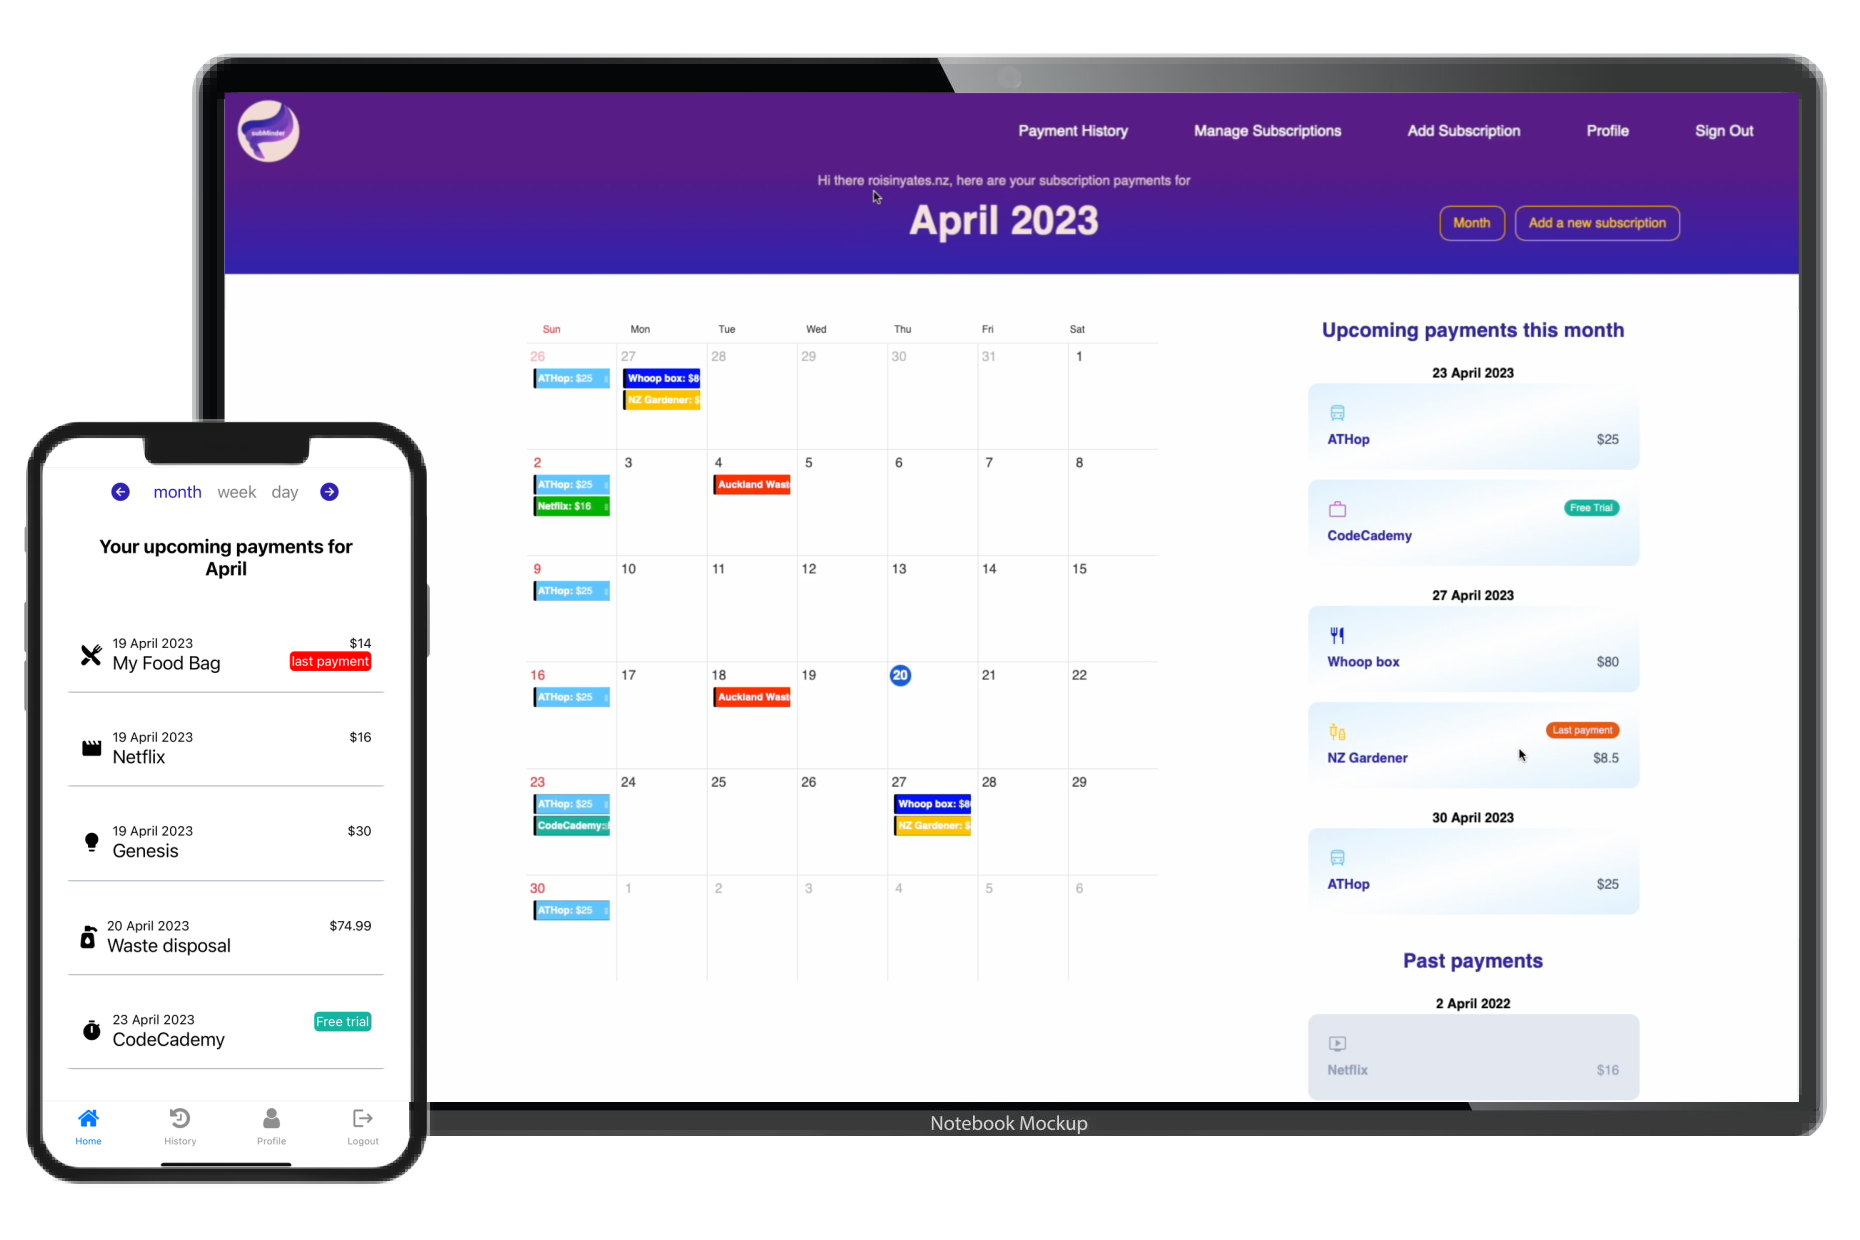 subMinder
Payment History
Manage Subscriptions
Add Subscription
Profile
Sign Out
Hi there roisinyates.nz, here are your subscription payments for
April 2023
Month
Add a new subscription
Sun Mon Tue Wed Thu Fri Sat
26 27 28 29 30 31 1
ATHop: $25
Whoop box: $8
NZ Gardener: $
2 3 4 5 6 7 8
ATHop: $25
Netflix: $16
Auckland Wast
9 10 11 12 13 14 15
ATHop: $25
16 17 18 19 20 21 22
ATHop: $25
Auckland Wast
23 24 25 26 27 28 29
ATHop: $25
CodeCademy:
Whoop box: $8
NZ Gardener: $
30 1 2 3 4 5 6
ATHop: $25
Upcoming payments this month
23 April 2023
ATHop $25
Free Trial
CodeCademy
27 April 2023
Whoop box $80
Last payment
NZ Gardener $8.5
30 April 2023
ATHop $25
Past payments
2 April 2022
Netflix $16
Notebook Mockup
month week day
Your upcoming payments for
April
19 April 2023 $14
My Food Bag last payment
19 April 2023 $16
Netflix
19 April 2023 $30
Genesis
20 April 2023 $74.99
Waste disposal
23 April 2023 Free trial
CodeCademy
Home History Profile Logout